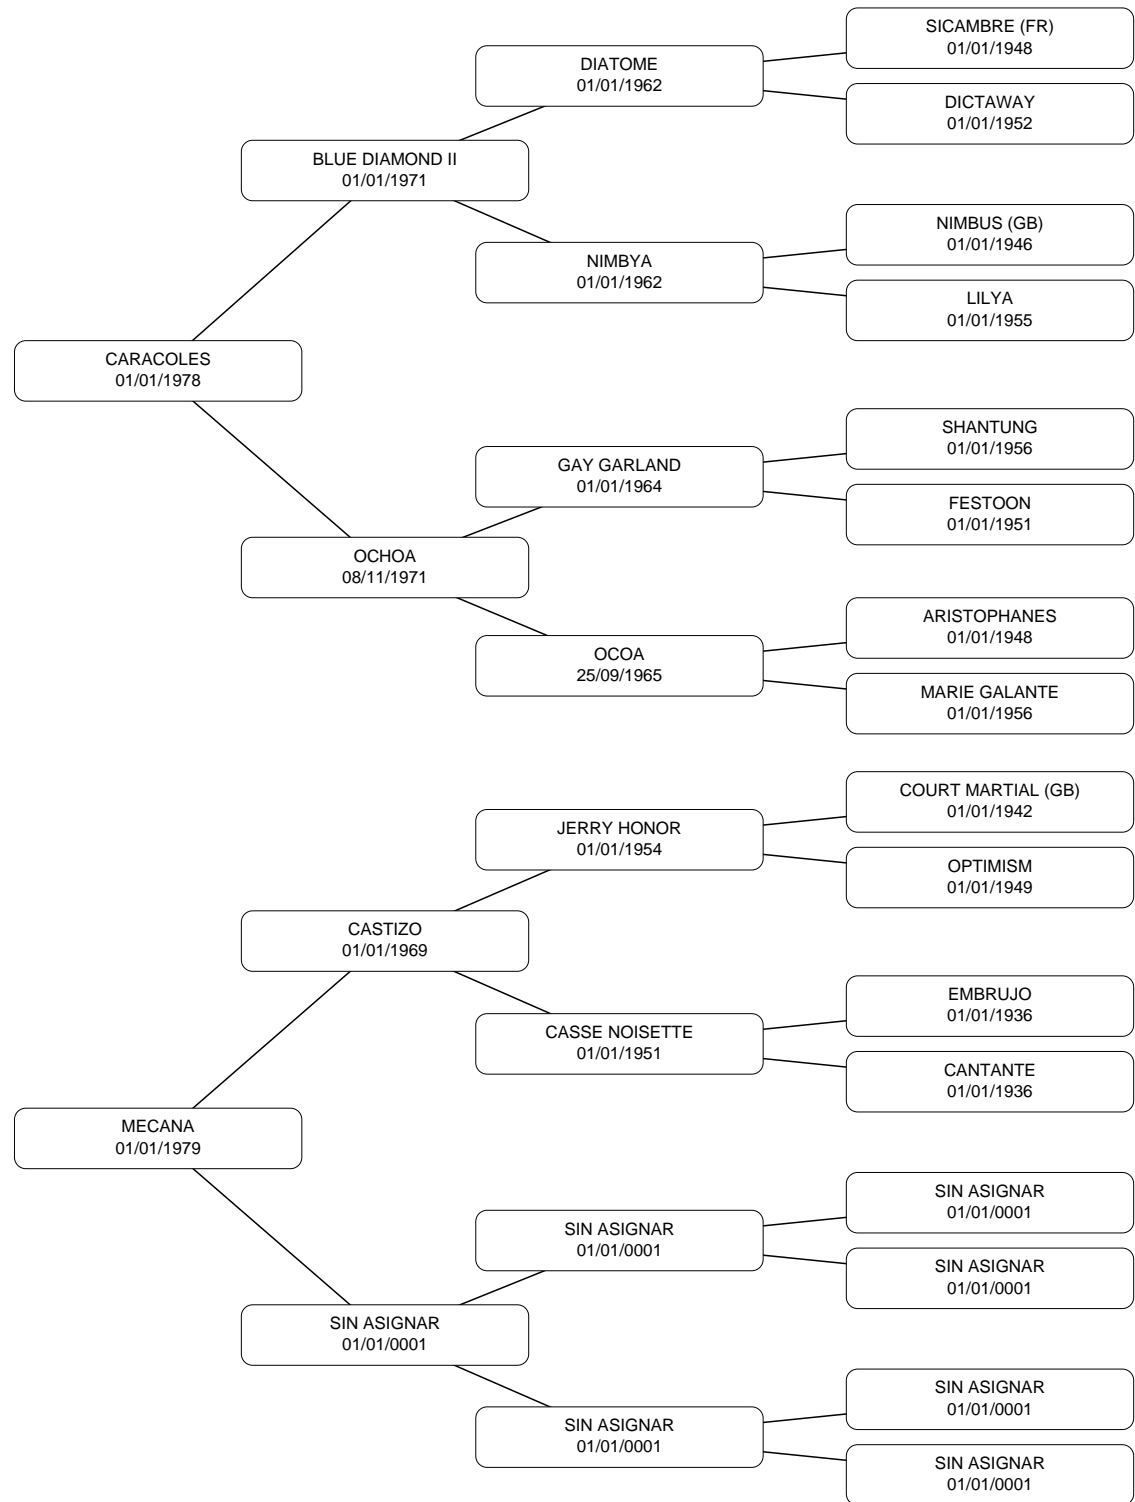 SICAMBRE (FR)
01/01/1948
DIATOME
01/01/1962
DICTAWAY
01/01/1952
BLUE DIAMOND II
01/01/1971
NIMBUS (GB)
01/01/1946
NIMBYA
01/01/1962
LILYA
01/01/1955
CARACOLES
01/01/1978
SHANTUNG
01/01/1956
GAY GARLAND
01/01/1964
FESTOON
01/01/1951
OCHOA
08/11/1971
ARISTOPHANES
01/01/1948
OCOA
25/09/1965
MARIE GALANTE
01/01/1956
COURT MARTIAL (GB)
01/01/1942
JERRY HONOR
01/01/1954
OPTIMISM
01/01/1949
CASTIZO
01/01/1969
EMBRUJO
01/01/1936
CASSE NOISETTE
01/01/1951
CANTANTE
01/01/1936
MECANA
01/01/1979
SIN ASIGNAR
01/01/0001
SIN ASIGNAR
01/01/0001
SIN ASIGNAR
01/01/0001
SIN ASIGNAR
01/01/0001
SIN ASIGNAR
01/01/0001
SIN ASIGNAR
01/01/0001
SIN ASIGNAR
01/01/0001